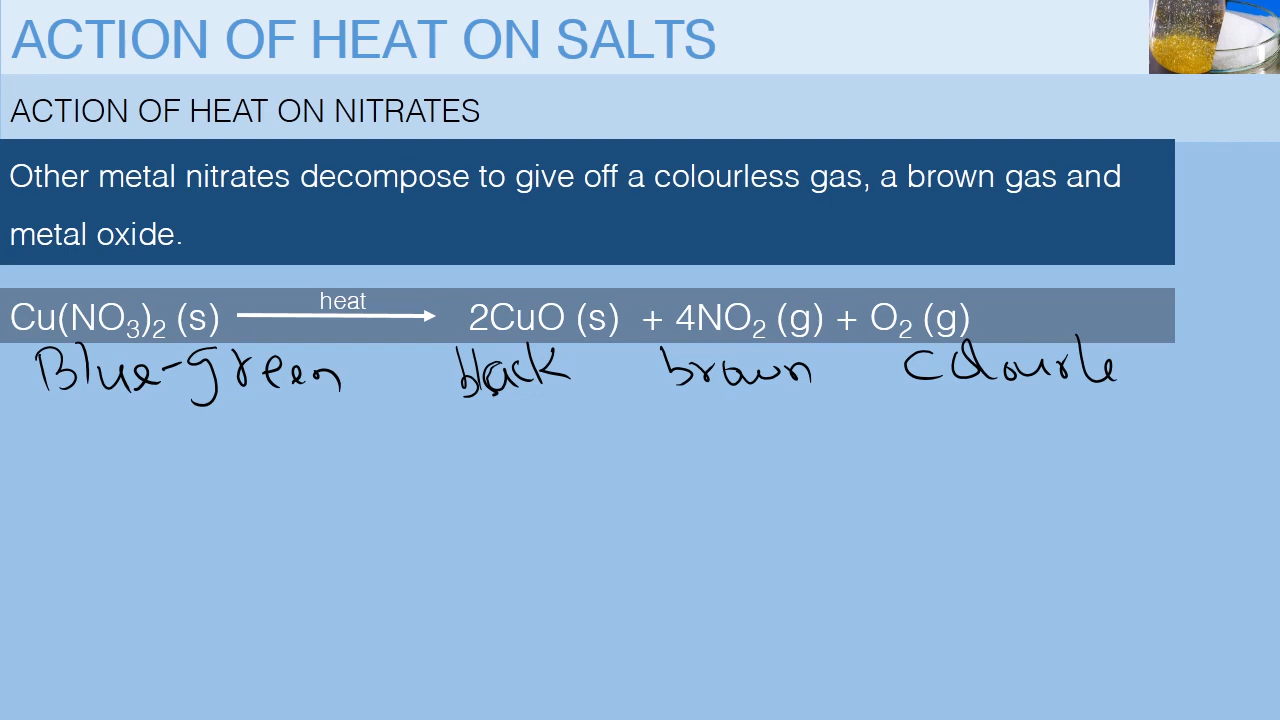 ACTION OF HEAT ON SALTS
ACTION OF HEAT ON NITRATES
Other metal nitrates decompose to give off a colourless gas, a brown gas and
metal oxide.
heat
Cu(NO₃)₂ (s) ⟶ 2CuO (s) + 4NO₂ (g) + O₂ (g)
Blue-green black brown colourle